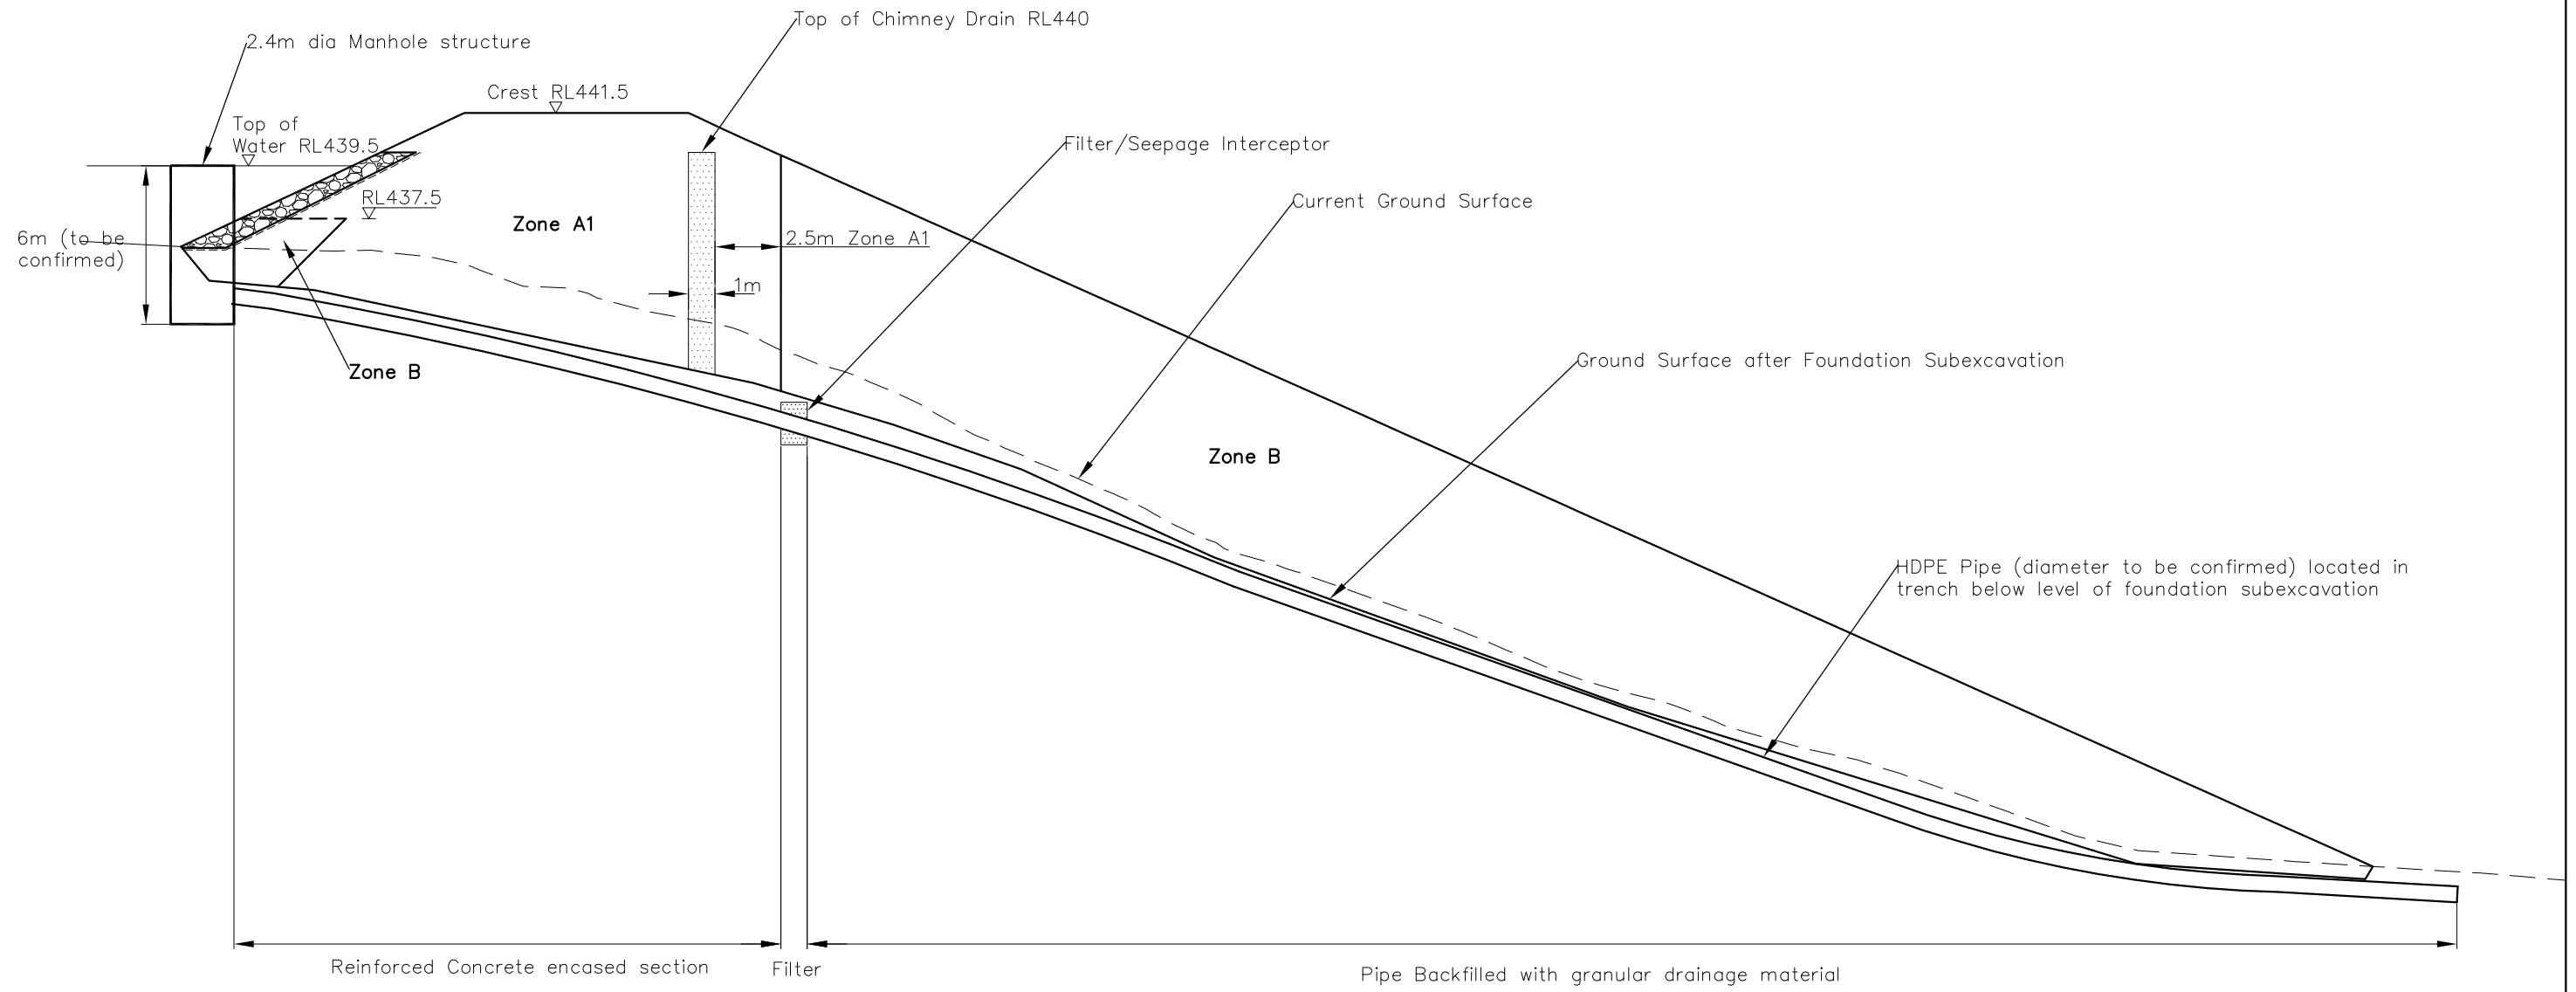 Top of Chimney Drain RL440
2.4m dia Manhole structure
Crest RL441.5
Top of
Water RL439.5
Filter/Seepage Interceptor
RL437.5
Current Ground Surface
Zone A1
6m (to be
confirmed)
2.5m Zone A1
1m
Zone B
Ground Surface after Foundation Subexcavation
Zone B
HDPE Pipe (diameter to be confirmed) located in
trench below level of foundation subexcavation
Reinforced Concrete encased section
Filter
Pipe Backfilled with granular drainage material